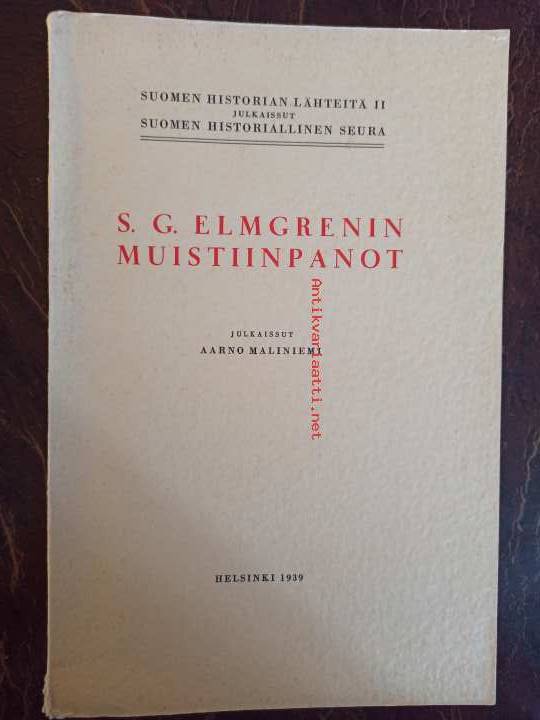 SUOMEN HISTORIAN LÄHTEITÄ II
JULKAISSUT
SUOMEN HISTORIALLINEN SEURA
S. G. ELMGRENIN
MUISTIINPANOT
JULKAISSUT
AARNO MALINIEMI
Antikvariaatti.net
HELSINKI 1939